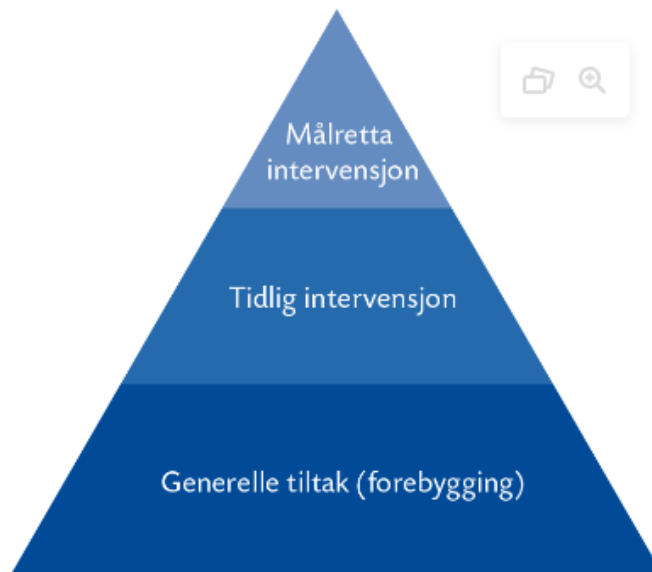 Målretta
intervensjon
Tidlig intervensjon
Generelle tiltak (forebygging)